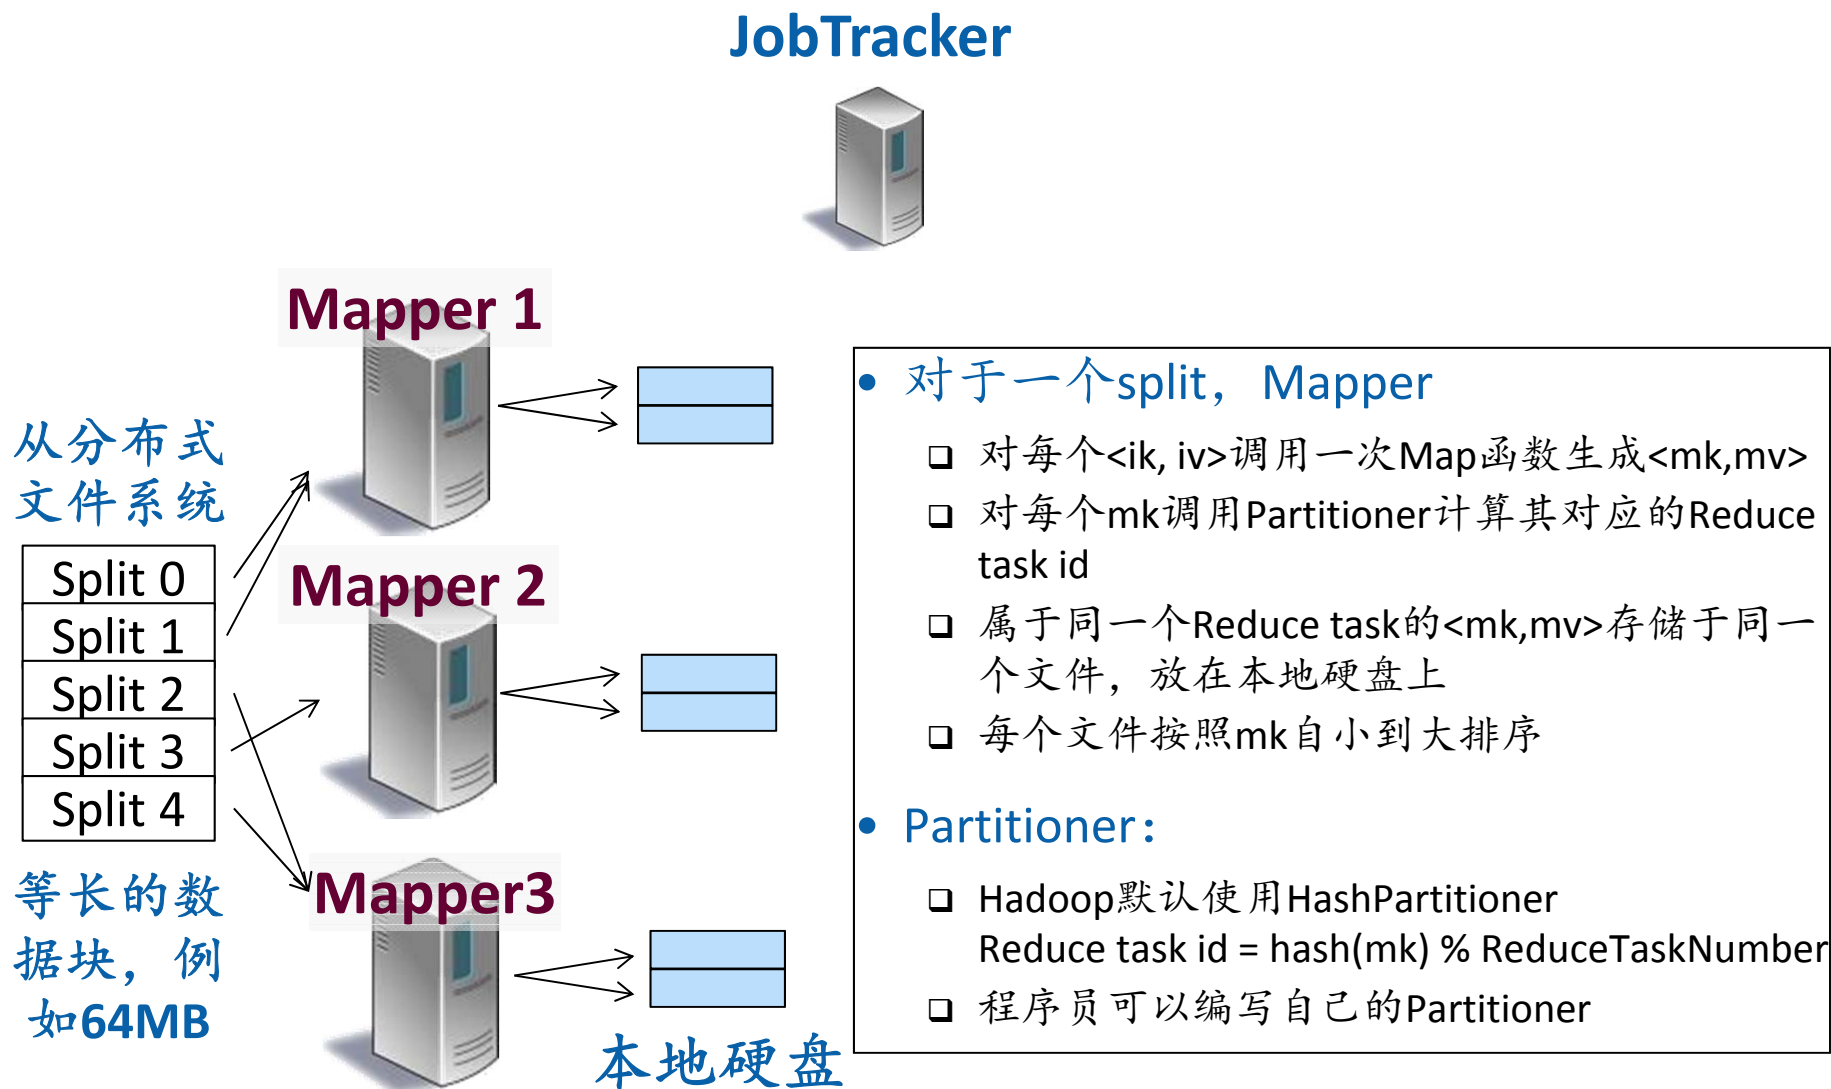 JobTracker
Mapper 1
从分布式
文件系统
Split 0
Split 1
Split 2
Split 3
Split 4
等长的数
据块，例
如64MB
Mapper 2
Mapper3
本地硬盘
• 对于一个split，Mapper
❑ 对每个<ik, iv>调用一次Map函数生成<mk,mv>
❑ 对每个mk调用Partitioner计算其对应的Reduce
task id
❑ 属于同一个Reduce task的<mk,mv>存储于同一
个文件，放在本地硬盘上
❑ 每个文件按照mk自小到大排序
• Partitioner：
❑ Hadoop默认使用HashPartitioner
Reduce task id = hash(mk) % ReduceTaskNumber
❑ 程序员可以编写自己的Partitioner